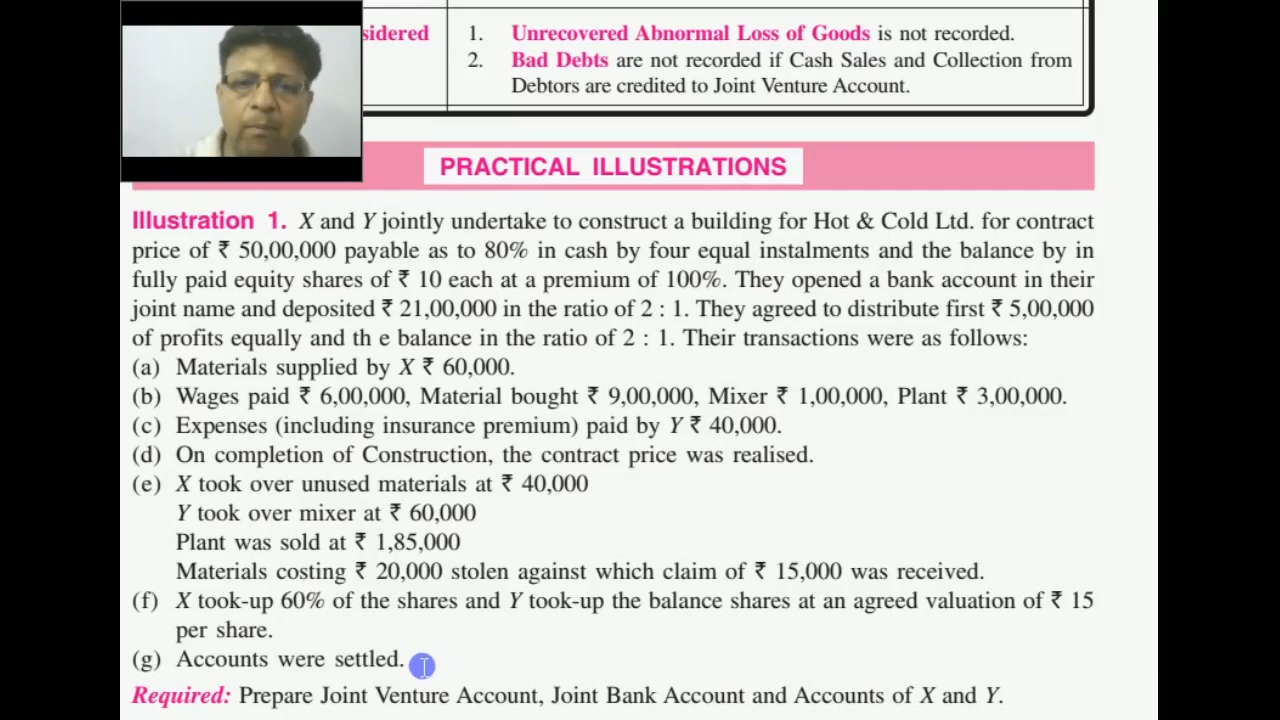 sidered
1. Unrecovered Abnormal Loss of Goods is not recorded.
2. Bad Debts are not recorded if Cash Sales and Collection from
Debtors are credited to Joint Venture Account.
PRACTICAL ILLUSTRATIONS
Illustration 1. X and Y jointly undertake to construct a building for Hot & Cold Ltd. for contract
price of ₹ 50,00,000 payable as to 80% in cash by four equal instalments and the balance by in
fully paid equity shares of ₹ 10 each at a premium of 100%. They opened a bank account in their
joint name and deposited ₹ 21,00,000 in the ratio of 2 : 1. They agreed to distribute first ₹ 5,00,000
of profits equally and th e balance in the ratio of 2 : 1. Their transactions were as follows:
(a) Materials supplied by X ₹ 60,000.
(b) Wages paid ₹ 6,00,000, Material bought ₹ 9,00,000, Mixer ₹ 1,00,000, Plant ₹ 3,00,000.
(c) Expenses (including insurance premium) paid by Y ₹ 40,000.
(d) On completion of Construction, the contract price was realised.
(e) X took over unused materials at ₹ 40,000
Y took over mixer at ₹ 60,000
Plant was sold at ₹ 1,85,000
Materials costing ₹ 20,000 stolen against which claim of ₹ 15,000 was received.
(f) X took-up 60% of the shares and Y took-up the balance shares at an agreed valuation of ₹ 15
per share.
(g) Accounts were settled.
Required: Prepare Joint Venture Account, Joint Bank Account and Accounts of X and Y.